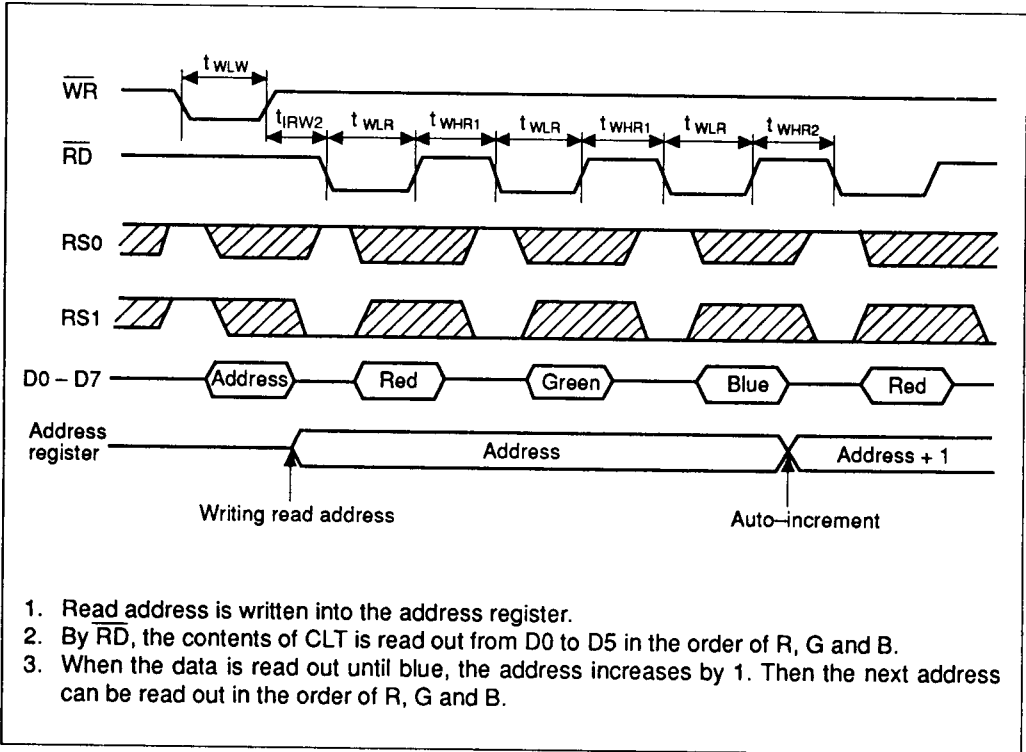 t WLW
WR
tIRW2 t WLR t WHR1 t WLR t WHR1 t WLR t WHR2
RD
RS0
RS1
D0 – D7 Address Red Green Blue Red
Address
register
Address Address + 1
Writing read address Auto–increment
1. Read address is written into the address register.
2. By RD, the contents of CLT is read out from D0 to D5 in the order of R, G and B.
3. When the data is read out until blue, the address increases by 1. Then the next address
can be read out in the order of R, G and B.